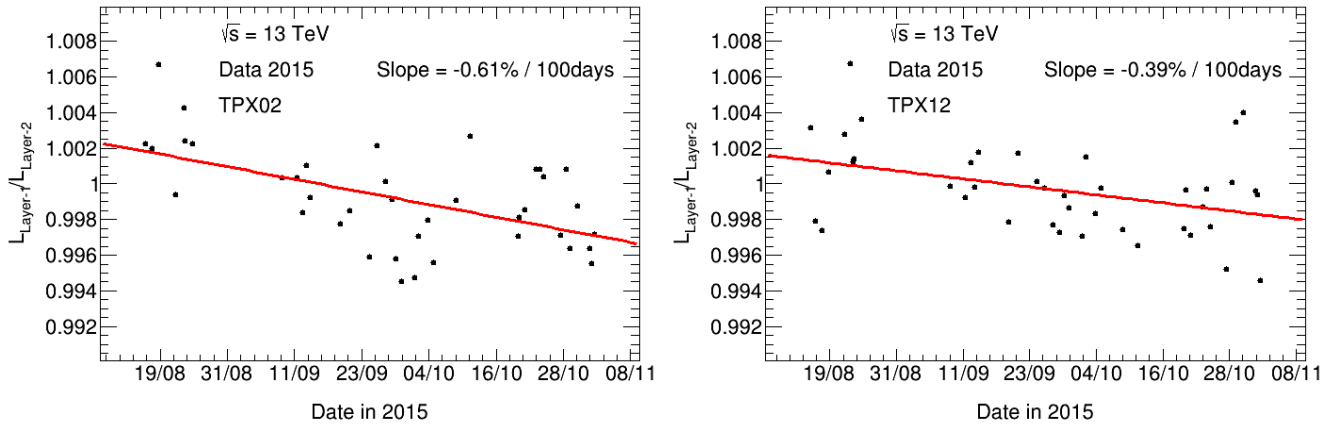 L_Layer-1/L_Layer-2
1.008
1.006
1.004
1.002
1
0.998
0.996
0.994
0.992
√s = 13 TeV
Data 2015 Slope = -0.61% / 100days
TPX02
19/08 31/08 11/09 23/09 04/10 16/10 28/10 08/11
Date in 2015
L_Layer-1/L_Layer-2
1.008
1.006
1.004
1.002
1
0.998
0.996
0.994
0.992
√s = 13 TeV
Data 2015 Slope = -0.39% / 100days
TPX12
19/08 31/08 11/09 23/09 04/10 16/10 28/10 08/11
Date in 2015